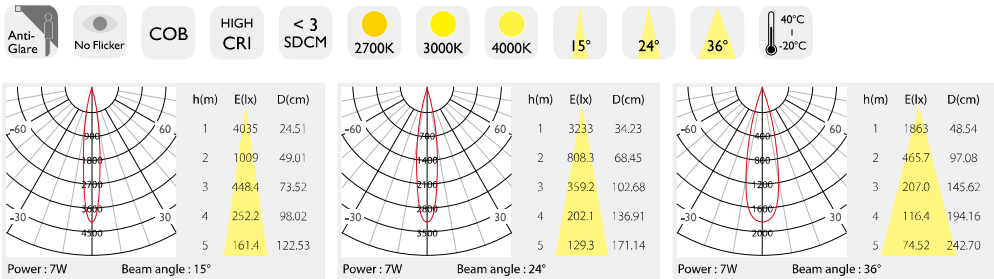 Anti-Glare
No Flicker
COB
HIGH CRI
< 3 SDCM
2700K
3000K
4000K
15°
24°
36°
40°C
-20°C
h(m) E(lx) D(cm)
-60 60
-30 30
900
1800
2700
3600
4500
1 4035 24.51
2 1009 49.01
3 448.4 73.52
4 252.2 98.02
5 161.4 122.53
Power : 7W Beam angle : 15°
h(m) E(lx) D(cm)
-60 60
-30 30
700
1400
2100
2800
3500
1 3233 34.23
2 808.3 68.45
3 359.2 102.68
4 202.1 136.91
5 129.3 171.14
Power : 7W Beam angle : 24°
h(m) E(lx) D(cm)
-60 60
-30 30
400
800
1200
1600
2000
1 1863 48.54
2 465.7 97.08
3 207.0 145.62
4 116.4 194.16
5 74.52 242.70
Power : 7W Beam angle : 36°